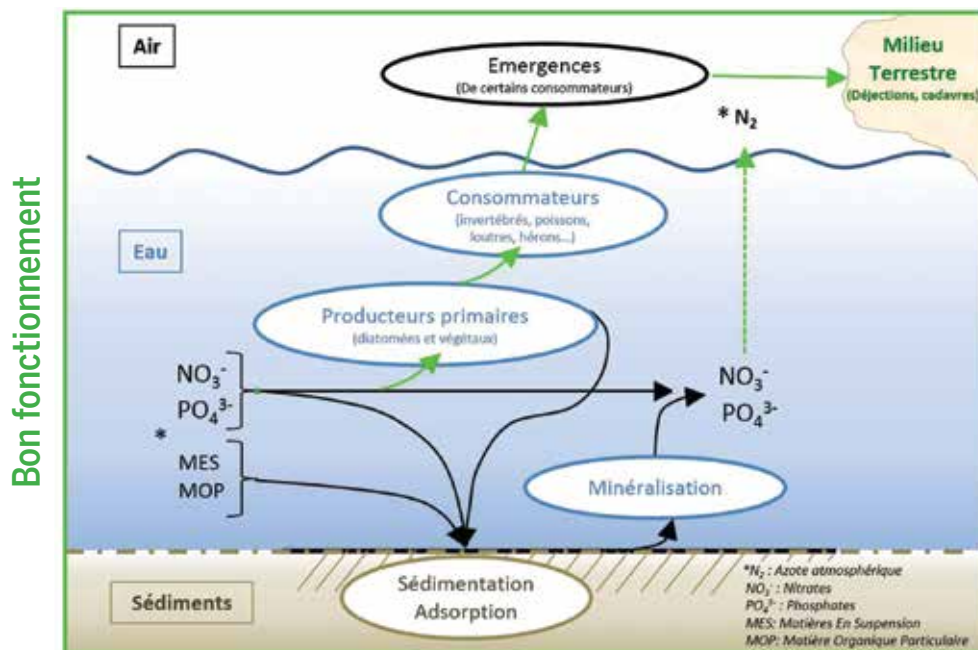 Bon fonctionnement
Air
Emergences
(De certains consommateurs)
Milieu
Terrestre
(Déjections, cadavres)
* N₂
Consommateurs
(invertébrés, poissons,
loutres, hérons...)
Eau
Producteurs primaires
(diatomées et végétaux)
NO₃⁻
PO₄³⁻
*
MES
MOP
NO₃⁻
PO₄³⁻
Minéralisation
Sédimentation
Adsorption
Sédiments
*N₂ : Azote atmosphérique
NO₃⁻ : Nitrates
PO₄³⁻ : Phosphates
MES: Matières En Suspension
MOP: Matière Organique Particulaire